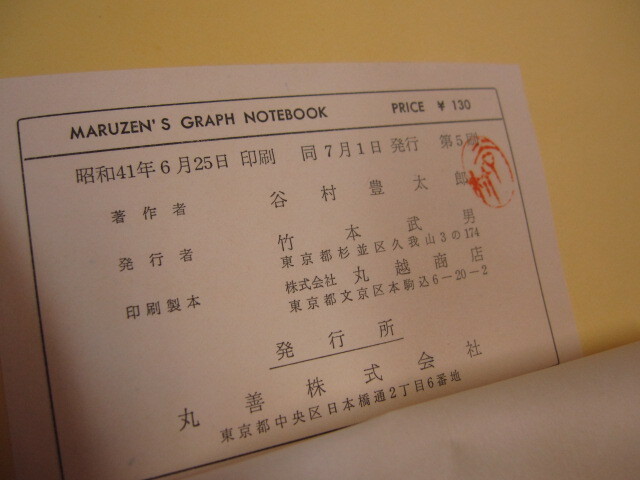 MARUZEN'S GRAPH NOTEBOOK PRICE ¥ 130
昭和41年6月25日 印刷 同7月1日 発行 第5刷
著作者 谷村豊太郎
谷村
発行者 竹本武男
東京都杉並区久我山3の174
印刷製本 株式会社 丸越商店
東京都文京区本駒込6-20-2
発行所
丸善株式会社
東京都中央区日本橋通2丁目6番地